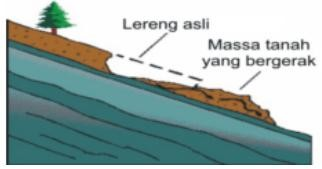 Lereng asli
Massa tanah
yang bergerak